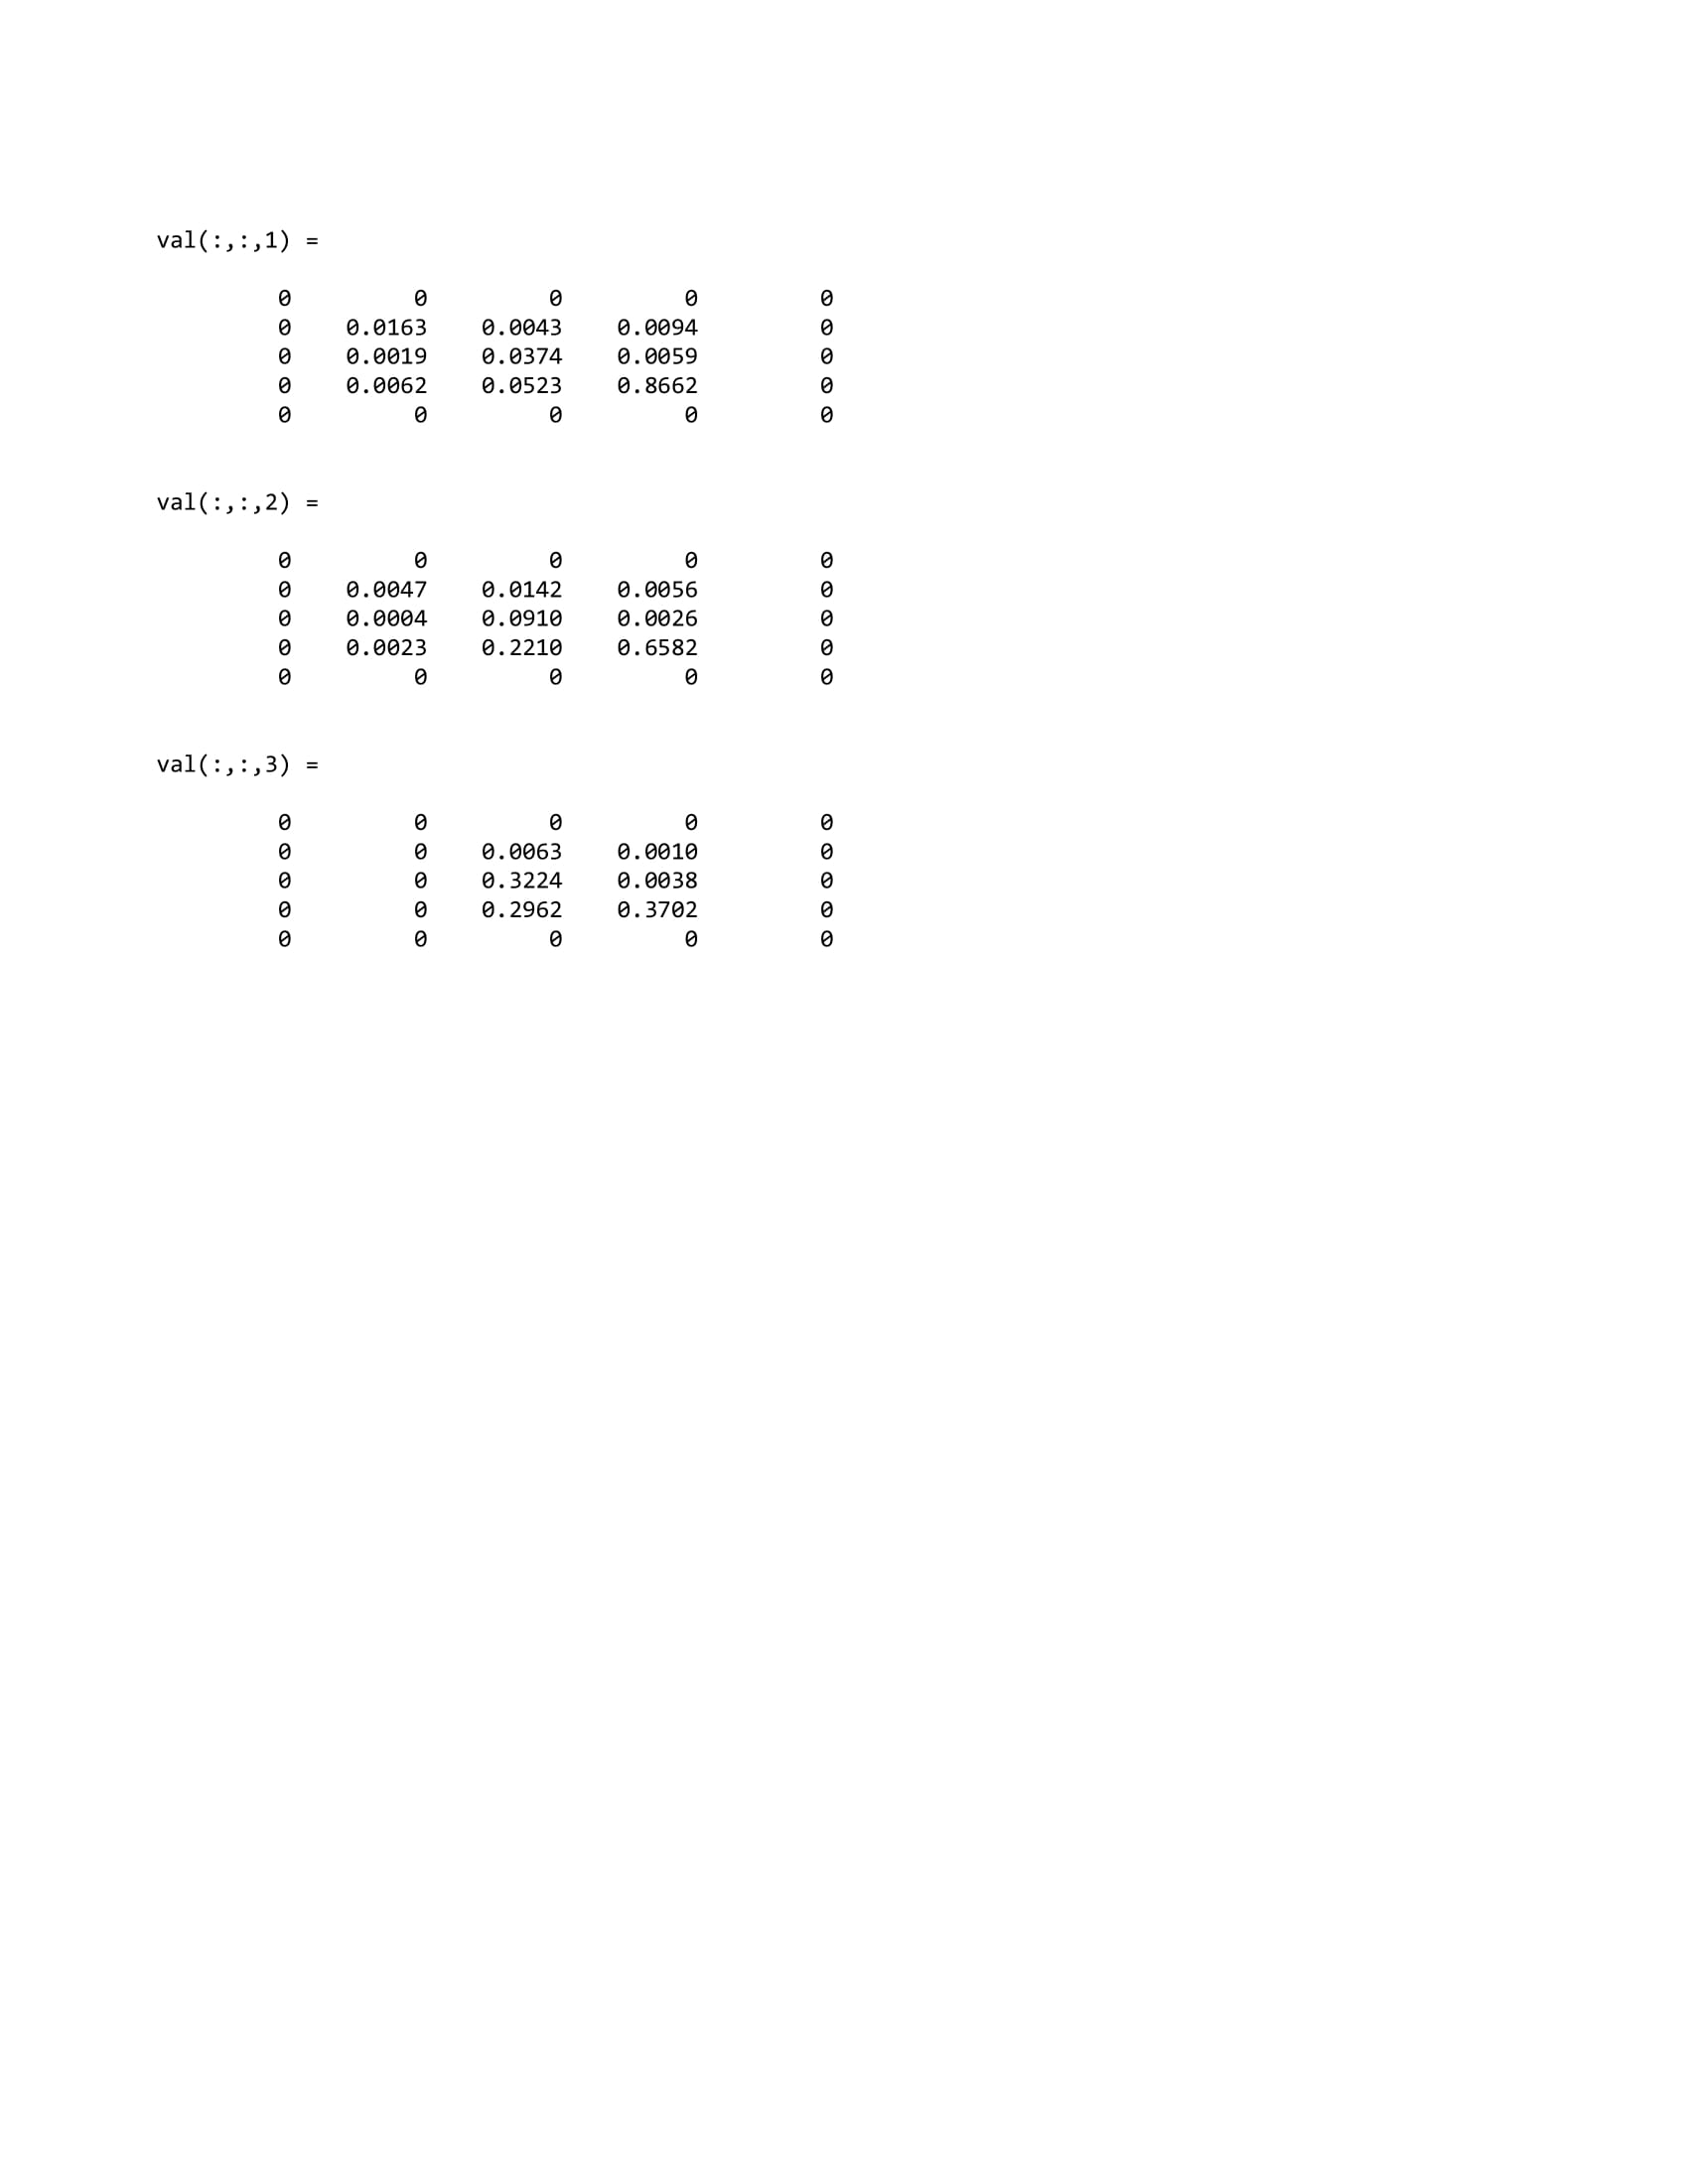 val(:,:,1) =
0 0 0 0 0
0 0.0163 0.0043 0.0094 0
0 0.0019 0.0374 0.0059 0
0 0.0062 0.0523 0.8662 0
0 0 0 0 0
val(:,:,2) =
0 0 0 0 0
0 0.0047 0.0142 0.0056 0
0 0.0004 0.0910 0.0026 0
0 0.0023 0.2210 0.6582 0
0 0 0 0 0
val(:,:,3) =
0 0 0 0 0
0 0 0.0063 0.0010 0
0 0 0.3224 0.0038 0
0 0 0.2962 0.3702 0
0 0 0 0 0